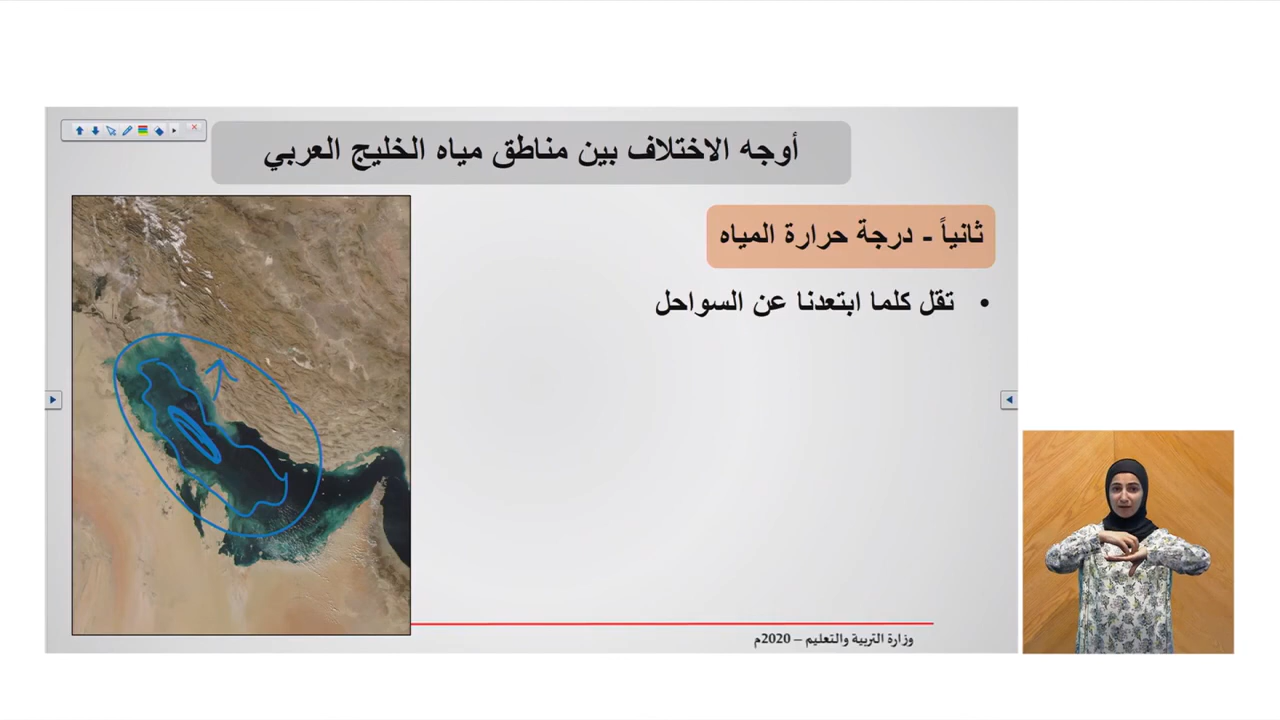 أوجه الاختلاف بين مناطق مياه الخليج العربي
ثانياً - درجة حرارة المياه
• تقل كلما ابتعدنا عن السواحل
وزارة التربية والتعليم – 2020م